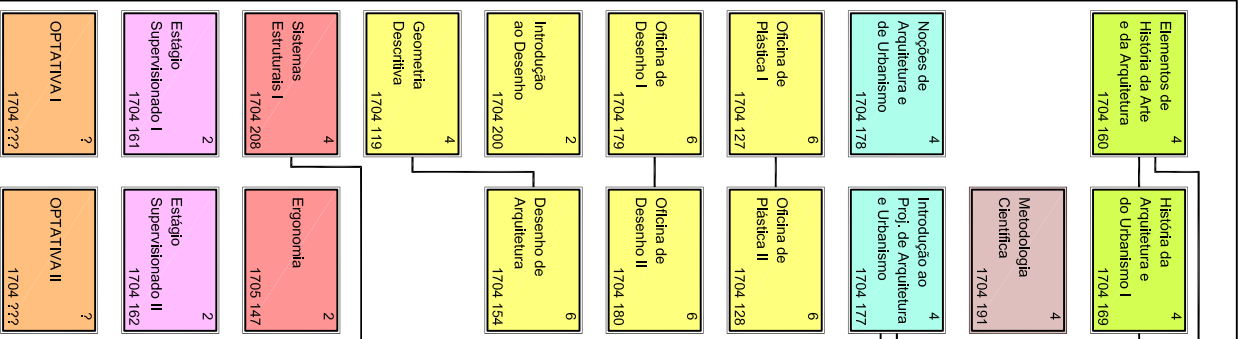 4
Elementos de
História da Arte
e da Arquitetura
1704 160
4
História da
Arquitetura e
do Urbanismo I
1704 169
4
Metodologia
Científica
1704 191
4
Noções de
Arquitetura e
de Urbanismo
1704 178
4
Introdução ao
Proj. de Arquitetura
e Urbanismo
1704 177
6
Oficina de
Plástica I
1704 127
6
Oficina de
Plástica II
1704 128
6
Oficina de
Desenho I
1704 179
6
Oficina de
Desenho II
1704 180
2
Introdução
ao Desenho
1704 200
6
Desenho de
Arquitetura
1704 154
4
Geometria
Descritiva
1704 119
4
Sistemas
Estruturais I
1704 208
2
Ergonomia
1705 147
2
Estágio
Supervisionado I
1704 161
2
Estágio
Supervisionado II
1704 162
?
OPTATIVA I
1704 ???
?
OPTATIVA II
1704 ???